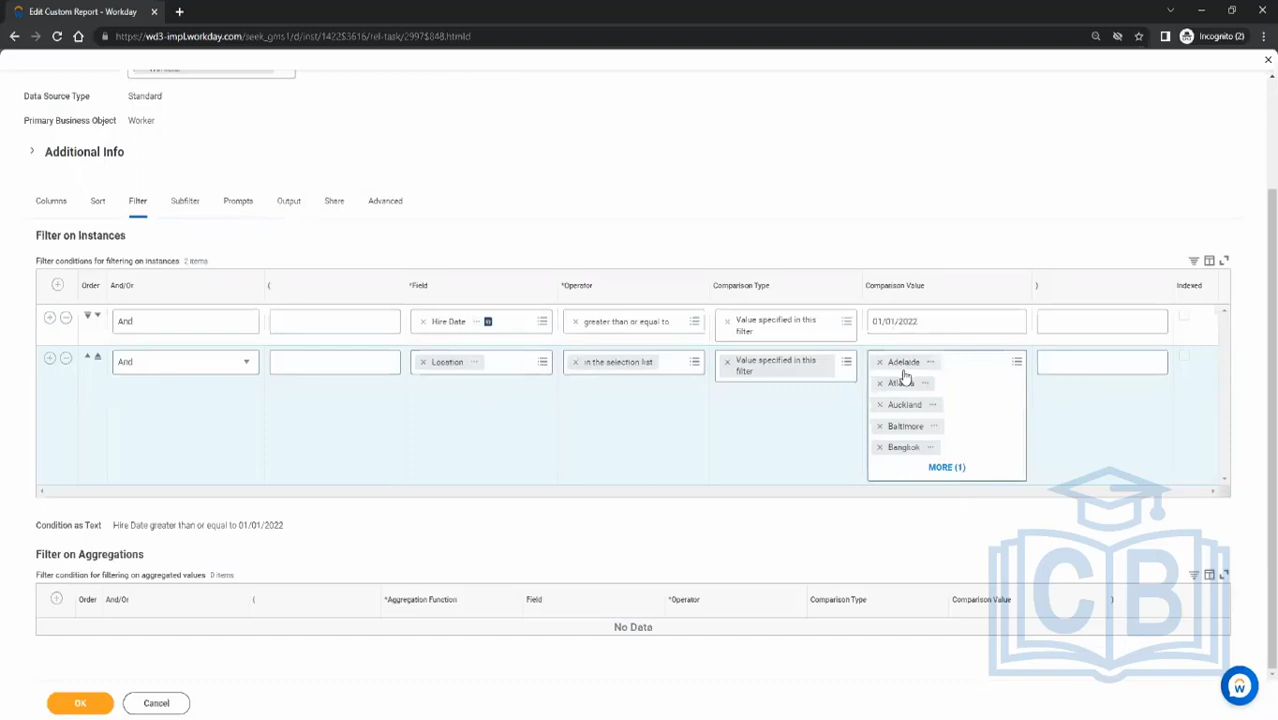 Edit Custom Report - Workday
https://wd3-impl.workday.com/seek_gms1/d/inst/1422$3616/rel-task/2997$848.htmld
Incognito (2)
Data Source Type Standard
Primary Business Object Worker
Additional Info
Columns Sort Filter Subfilter Prompts Output Share Advanced
Filter on Instances
Filter conditions for filtering on instances 2 items
Order And/Or ( *Field *Operator Comparison Type Comparison Value ) Indexed
And Hire Date greater than or equal to Value specified in this filter 01/01/2022
And Location in the selection list Value specified in this filter Adelaide
Auckland
Baltimore
Bangkok
MORE (1)
Condition as Text Hire Date greater than or equal to 01/01/2022
Filter on Aggregations
Filter condition for filtering on aggregated values 0 items
Order And/Or ( *Aggregation Function Field *Operator Comparison Type Comparison Value )
No Data
CB
OK Cancel